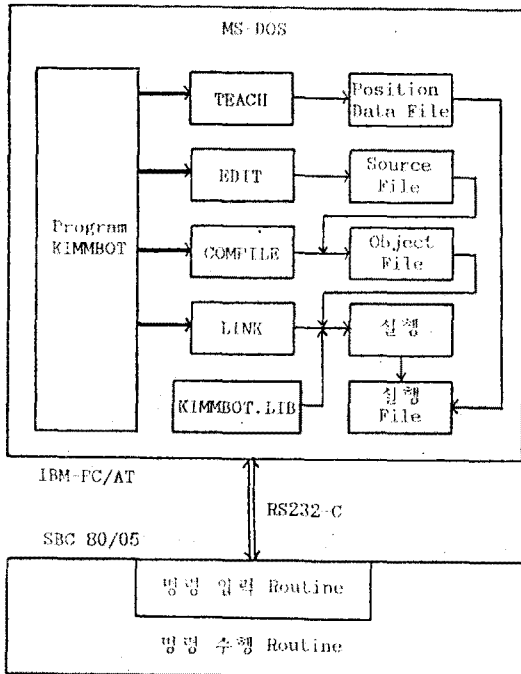 MS-DOS
TEACH
Position
Data File
EDIT
Source
File
Program
KIMMBOT
COMPILE
Object
File
LINK
실행
KIMMBOT.LIB
실행
File
IBM-PC/AT
RS232-C
SBC 80/05
명령 입력 Routine
명령 수행 Routine